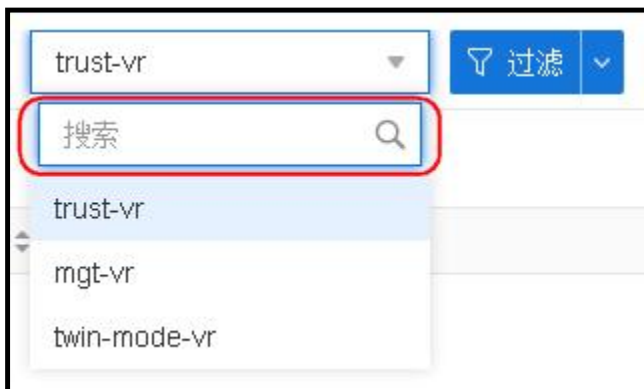 trust-vr 过滤
搜索
trust-vr
mgt-vr
twin-mode-vr